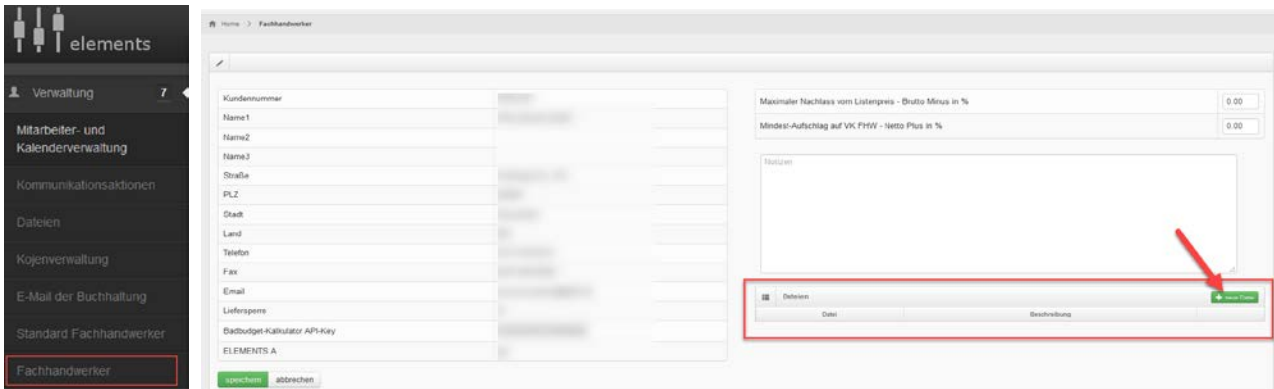 elements
Verwaltung 7
Mitarbeiter- und
Kalenderverwaltung
Kommunikationsaktionen
Dateien
Kojenverwaltung
E-Mail der Buchhaltung
Standard Fachhandwerker
Fachhandwerker
Home > Fachhandwerker
Kundennummer
Name1
Name2
Name3
Straße
PLZ
Stadt
Land
Telefon
Fax
Email
Liefersperre
Badbudget-Kalkulator API-Key
ELEMENTS A
speichern abbrechen
Maximaler Nachlass vom Listenpreis - Brutto Minus in % 0.00
Mindest-Aufschlag auf VK FHW - Netto Plus in % 0.00
Notizen
Dateien neue Datei
Datei Beschreibung